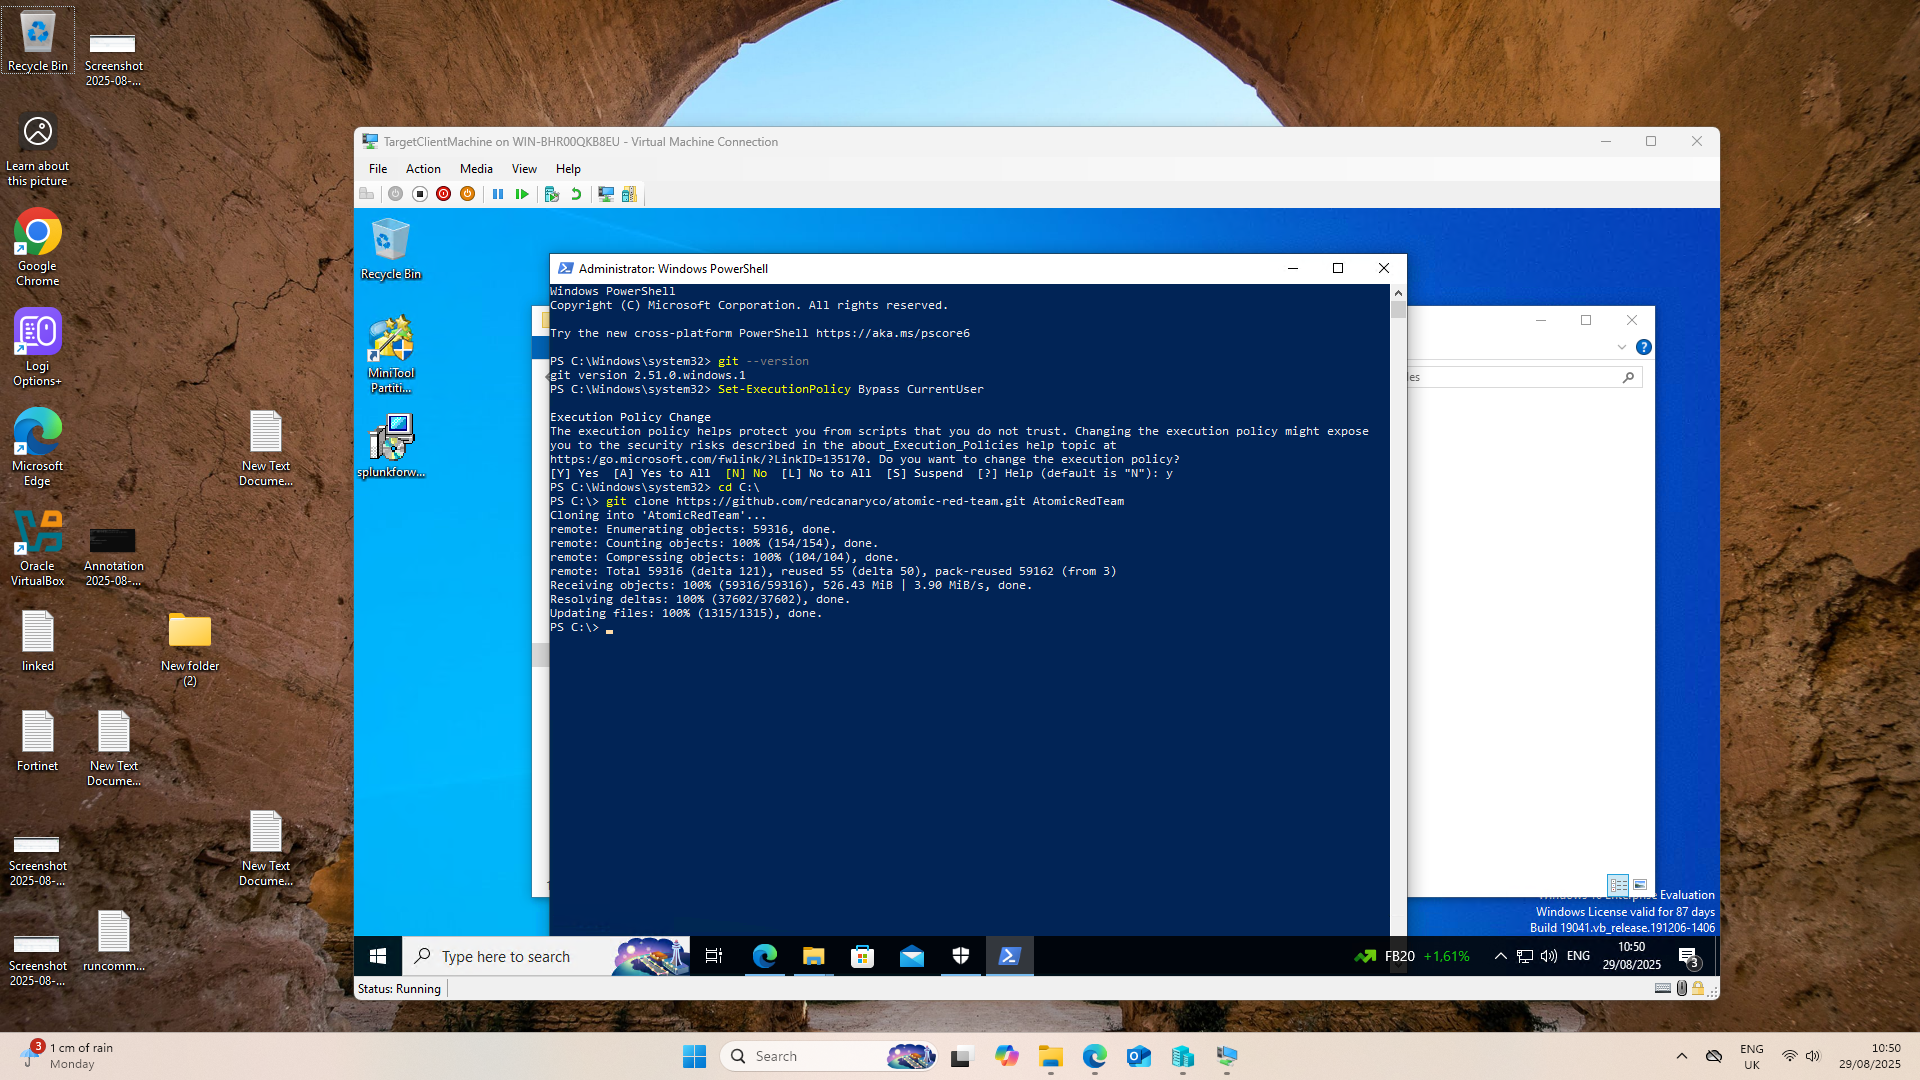 Recycle Bin
Screenshot
2025-08-...
Learn about
this picture
Google
Chrome
Logi
Options+
Microsoft
Edge
New Text
Docume...
Oracle
VirtualBox
Annotation
2025-08-...
linked
New folder
(2)
Fortinet
New Text
Docume...
Screenshot
2025-08-...
New Text
Docume...
Screenshot
2025-08-...
runcomm...
TargetClientMachine on WIN-BHR00QKB8EU - Virtual Machine Connection
File Action Media View Help
Recycle Bin
MiniTool
Partiti...
splunkforw...
Administrator: Windows PowerShell
Windows PowerShell
Copyright (C) Microsoft Corporation. All rights reserved.
Try the new cross-platform PowerShell https://aka.ms/pscore6
PS C:\Windows\system32> git --version
git version 2.51.0.windows.1
PS C:\Windows\system32> Set-ExecutionPolicy Bypass CurrentUser
Execution Policy Change
The execution policy helps protect you from scripts that you do not trust. Changing the execution policy might expose
you to the security risks described in the about_Execution_Policies help topic at
https:/go.microsoft.com/fwlink/?LinkID=135170. Do you want to change the execution policy?
[Y] Yes  [A] Yes to All  [N] No  [L] No to All  [S] Suspend  [?] Help (default is "N"): y
PS C:\Windows\system32> cd C:\
PS C:\> git clone https://github.com/redcanaryco/atomic-red-team.git AtomicRedTeam
Cloning into 'AtomicRedTeam'...
remote: Enumerating objects: 59316, done.
remote: Counting objects: 100% (154/154), done.
remote: Compressing objects: 100% (104/104), done.
remote: Total 59316 (delta 121), reused 55 (delta 50), pack-reused 59162 (from 3)
Receiving objects: 100% (59316/59316), 526.43 MiB | 3.90 MiB/s, done.
Resolving deltas: 100% (37602/37602), done.
Updating files: 100% (1315/1315), done.
PS C:\>
Evaluation
Windows License valid for 87 days
Build 19041.vb_release.191206-1406
Type here to search
FB20 +1,61%
ENG
10:50
29/08/2025
3
Status: Running
3
1 cm of rain
Monday
Search
ENG
UK
10:50
29/08/2025